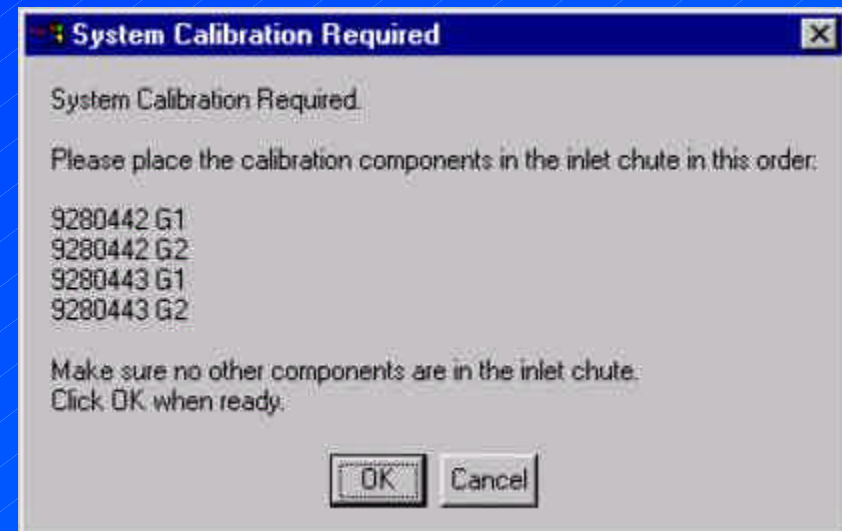 System Calibration Required
System Calibration Required.
Please place the calibration components in the inlet chute in this order:
9280442 G1
9280442 G2
9280443 G1
9280443 G2
Make sure no other components are in the inlet chute.
Click OK when ready.
OK
Cancel